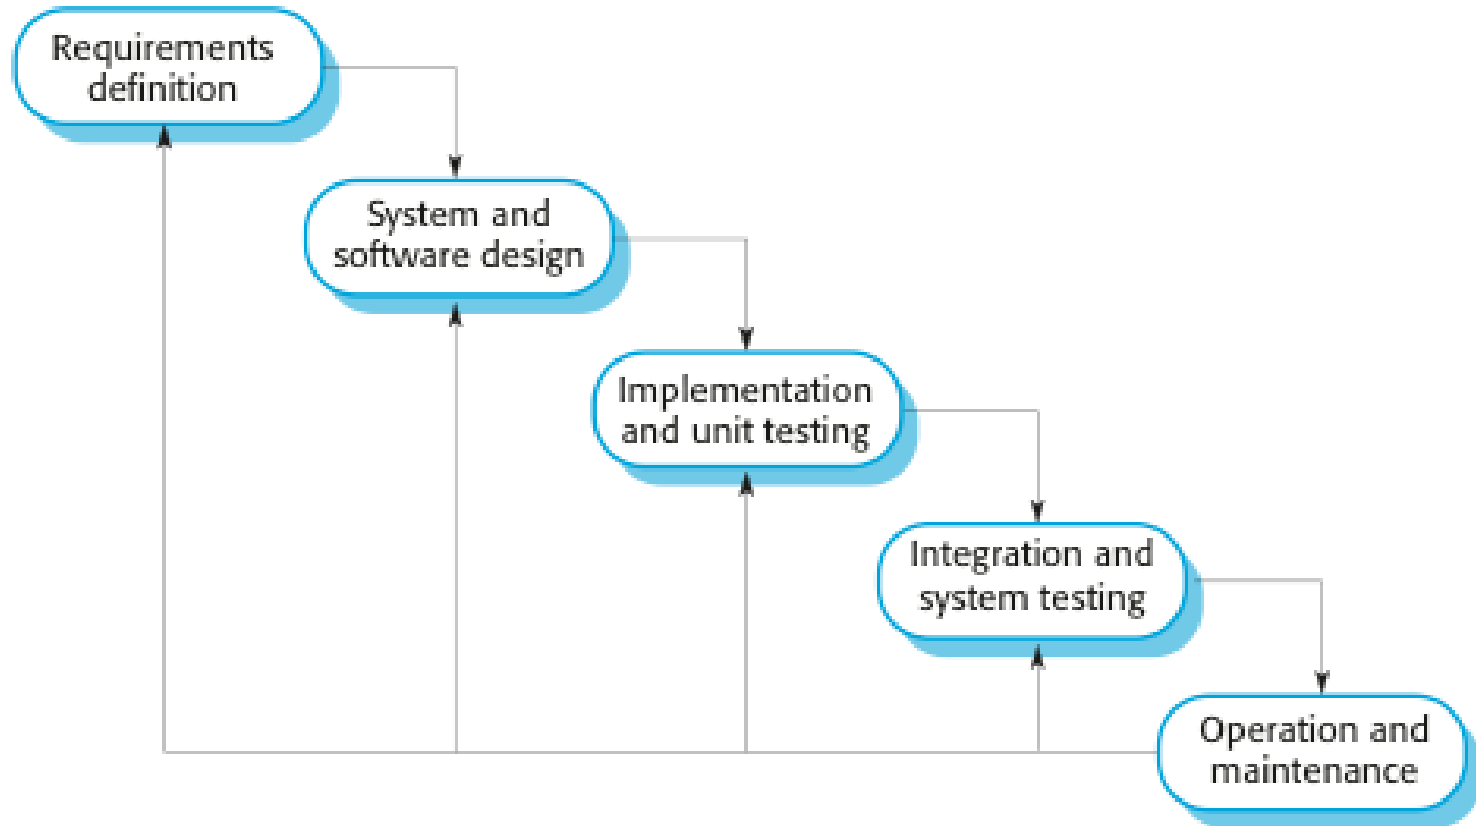 Requirements
definition
System and
software design
Implementation
and unit testing
Integration and
system testing
Operation and
maintenance